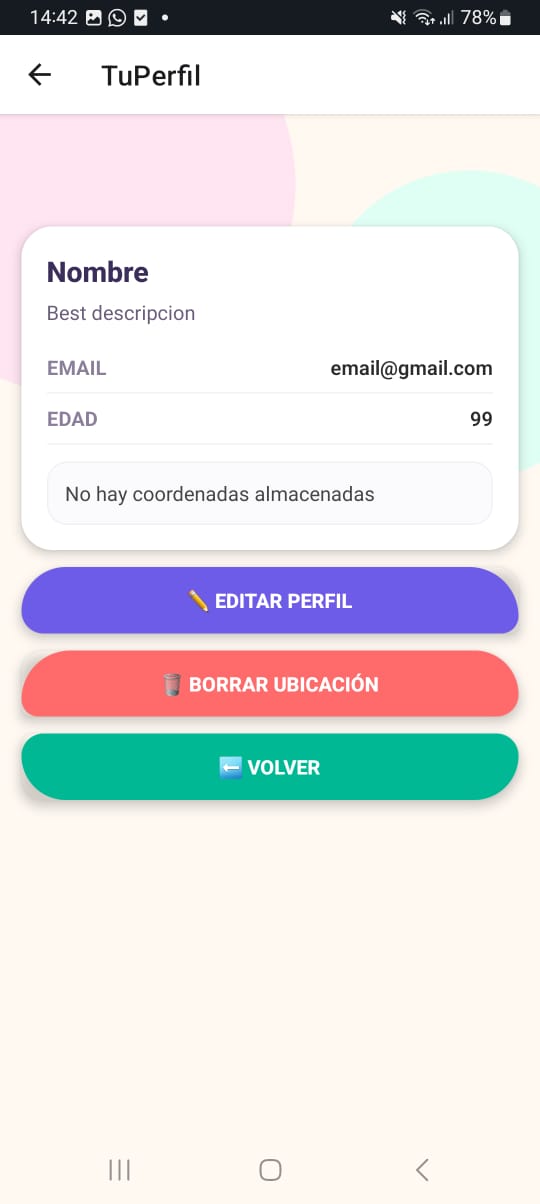 14:42 78%
TuPerfil
Nombre
Best descripcion
EMAIL email@gmail.com
EDAD 99
No hay coordenadas almacenadas
EDITAR PERFIL
BORRAR UBICACIÓN
VOLVER